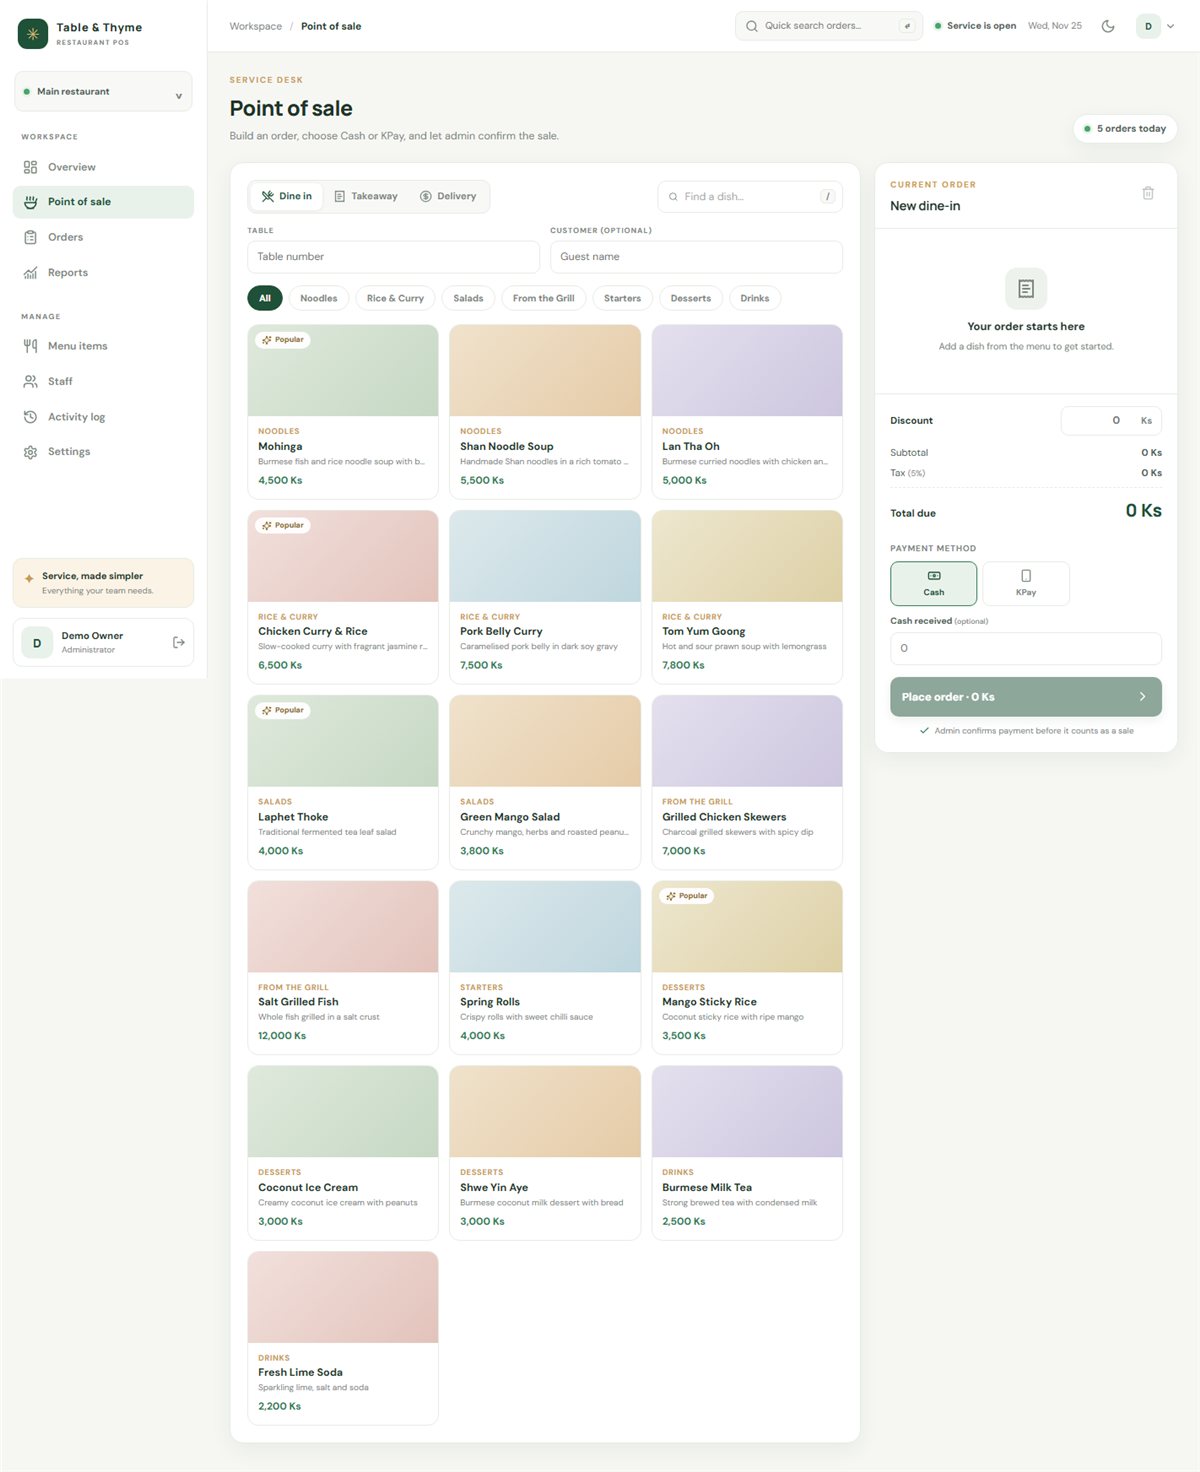 Table & Thyme
RESTAURANT POS
Main restaurant
WORKSPACE
Overview
Point of sale
Orders
Reports
MANAGE
Menu items
Staff
Activity log
Settings
Service, made simpler
Everything your team needs.
D
Demo Owner
Administrator
Workspace / Point of sale
Quick search orders...
Service is open
Wed, Nov 25
D
SERVICE DESK
Point of sale
Build an order, choose Cash or KPay, and let admin confirm the sale.
5 orders today
Dine in
Takeaway
Delivery
Find a dish...
/
TABLE
CUSTOMER (OPTIONAL)
Table number
Guest name
All
Noodles
Rice & Curry
Salads
From the Grill
Starters
Desserts
Drinks
Popular
NOODLES
Mohinga
Burmese fish and rice noodle soup with b...
4,500 Ks
NOODLES
Shan Noodle Soup
Handmade Shan noodles in a rich tomato ...
5,500 Ks
NOODLES
Lan Tha Oh
Burmese curried noodles with chicken an...
5,000 Ks
Popular
RICE & CURRY
Chicken Curry & Rice
Slow-cooked curry with fragrant jasmine r...
6,500 Ks
RICE & CURRY
Pork Belly Curry
Caramelised pork belly in dark soy gravy
7,500 Ks
RICE & CURRY
Tom Yum Goong
Hot and sour prawn soup with lemongrass
7,800 Ks
Popular
SALADS
Laphet Thoke
Traditional fermented tea leaf salad
4,000 Ks
SALADS
Green Mango Salad
Crunchy mango, herbs and roasted peanu...
3,800 Ks
FROM THE GRILL
Grilled Chicken Skewers
Charcoal grilled skewers with spicy dip
7,000 Ks
FROM THE GRILL
Salt Grilled Fish
Whole fish grilled in a salt crust
12,000 Ks
STARTERS
Spring Rolls
Crispy rolls with sweet chilli sauce
4,000 Ks
Popular
DESSERTS
Mango Sticky Rice
Coconut sticky rice with ripe mango
3,500 Ks
DESSERTS
Coconut Ice Cream
Creamy coconut ice cream with peanuts
3,000 Ks
DESSERTS
Shwe Yin Aye
Burmese coconut milk dessert with bread
3,000 Ks
DRINKS
Burmese Milk Tea
Strong brewed tea with condensed milk
2,500 Ks
DRINKS
Fresh Lime Soda
Sparkling lime, salt and soda
2,200 Ks
CURRENT ORDER
New dine-in
Your order starts here
Add a dish from the menu to get started.
Discount
0 Ks
Subtotal
0 Ks
Tax (5%)
0 Ks
Total due
0 Ks
PAYMENT METHOD
Cash
KPay
Cash received (optional)
0
Place order · 0 Ks
Admin confirms payment before it counts as a sale